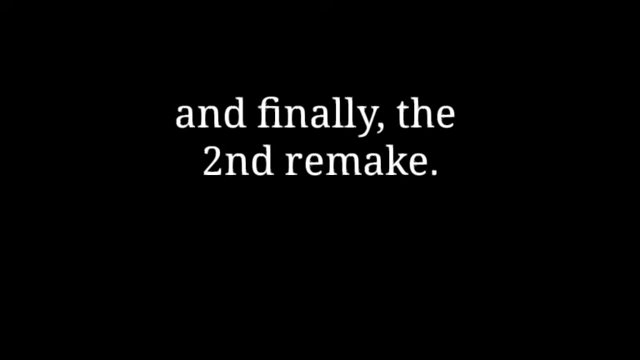 and finally, the
2nd remake.